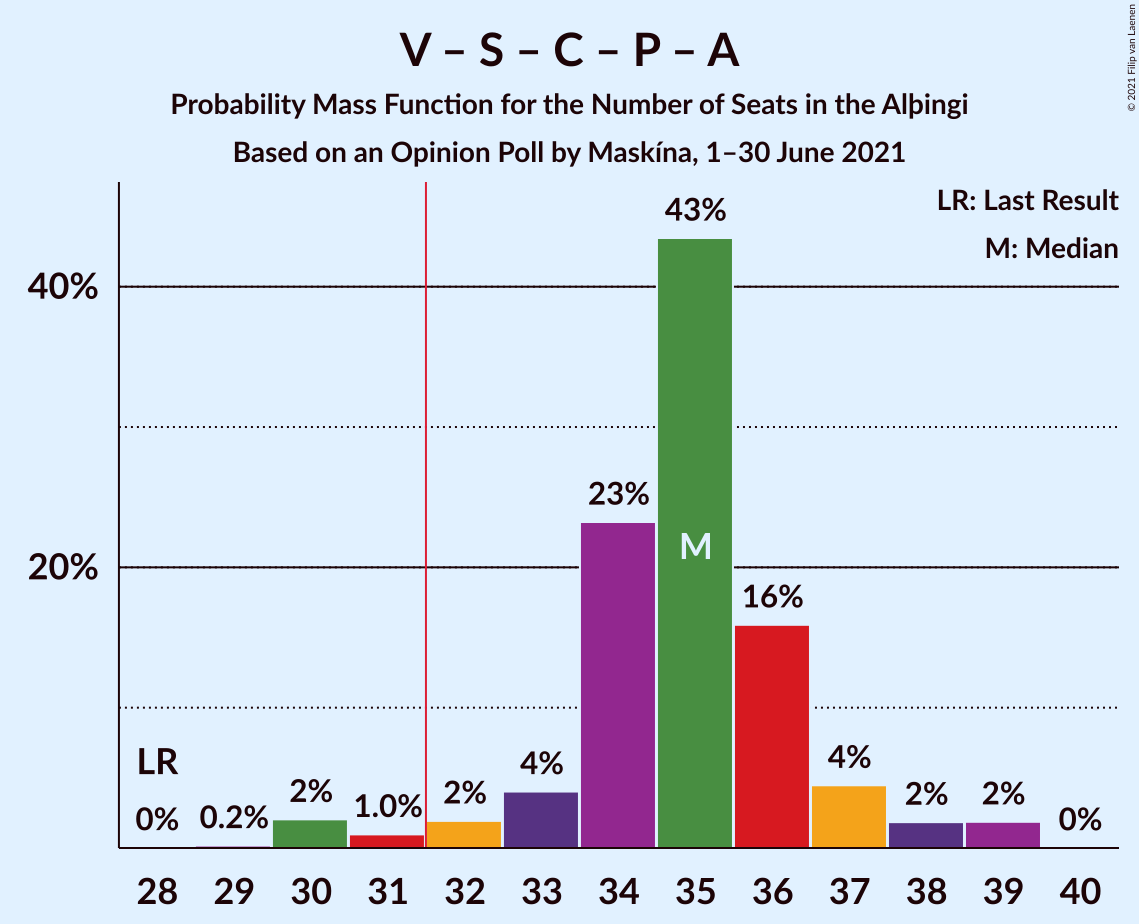 V – S – C – P – A
Probability Mass Function for the Number of Seats in the Alþingi
Based on an Opinion Poll by Maskína, 1–30 June 2021
© 2021 Filip van Laenen
LR: Last Result
M: Median
43%
40%
23%
M
20%
16%
LR
0%
0.2%
2%
1.0%
2%
4%
4%
2%
2%
0%
28 29 30 31 32 33 34 35 36 37 38 39 40